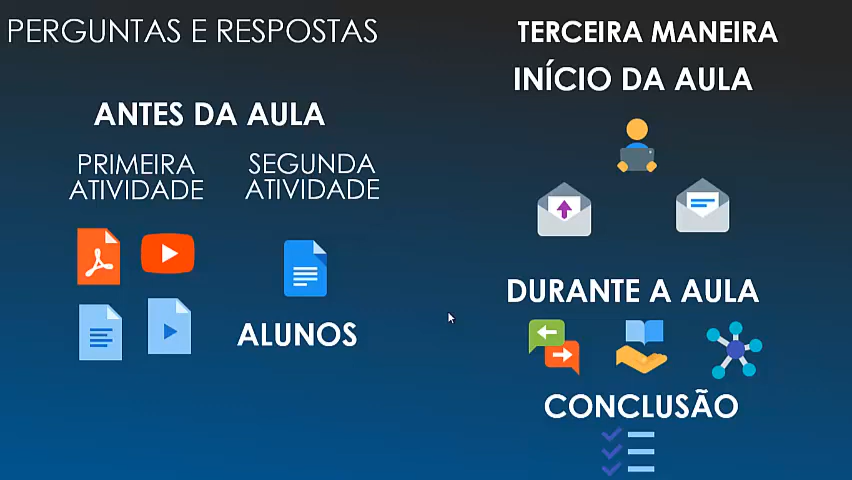 PERGUNTAS E RESPOSTAS
ANTES DA AULA
PRIMEIRA
ATIVIDADE
SEGUNDA
ATIVIDADE
ALUNOS
TERCEIRA MANEIRA
INÍCIO DA AULA
DURANTE A AULA
CONCLUSÃO